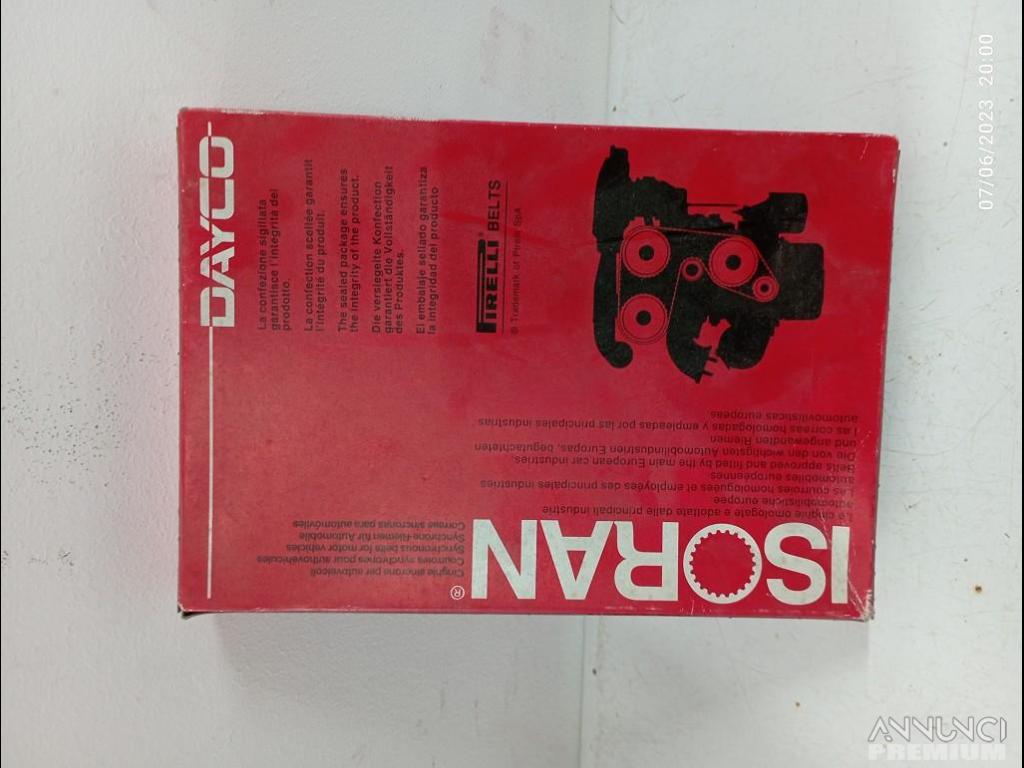 DAYCO
La confezione sigillata
garantisce l'integrità del
prodotto.
La confection scellée garantit
l'intégrité du produit.
The sealed package ensures
the integrity of the product.
Die versiegelte Konfection
garantiert die Vollständigkeit
des Produktes.
El embalaje sellado garantiza
la integridad del producto
PIRELLI® BELTS
® Trademark of Pirelli SpA
ISORAN®
Cinghie sincrone per autoveicoli
Courroies synchrones pour autovéhicules
Synchronous belts for motor vehicles
Synchron-Riemen für Automobile
Correas sincronas para automóviles
Le cinghie omologate e adottate dalle principali industrie
automobilistiche europee
Les courroies homologuées et employées des principales industries
automobiles européennes
Belts approved and fitted by the main European car industries.
Die von den wichtigsten Automobilindustrien Europas, begutachteten
und angewandten Riemen
Las correas homologadas y empleadas por las principales industrias
automovilísticas europeas
07/06/2023 20:00
ANNUNCI
PREMIUM